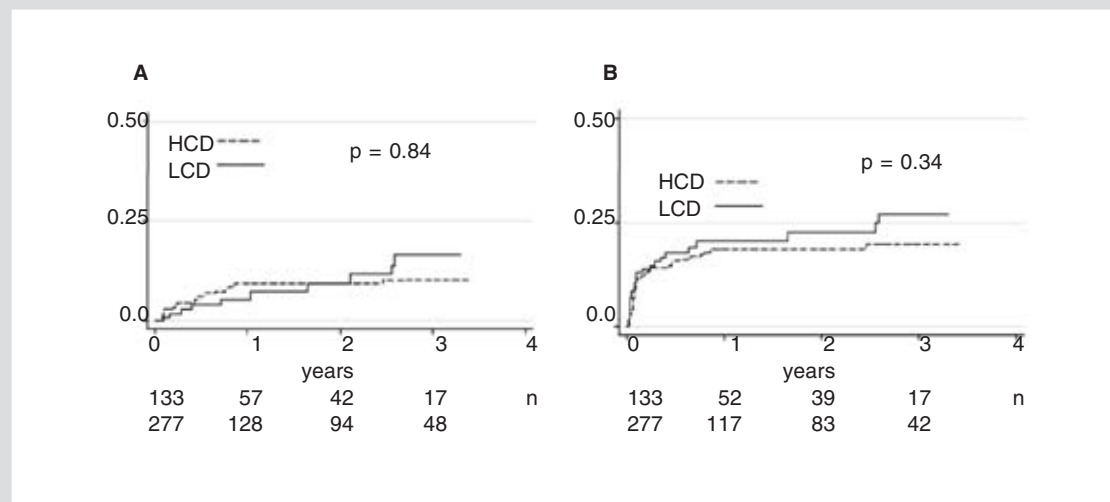 A
0.50
HCD
LCD
p = 0.84
0.25
0.0
0 1 2 3 4
years
133 57 42 17 n
277 128 94 48
B
0.50
p = 0.34
HCD
LCD
0.25
0.0
0 1 2 3 4
years
133 52 39 17 n
277 117 83 42